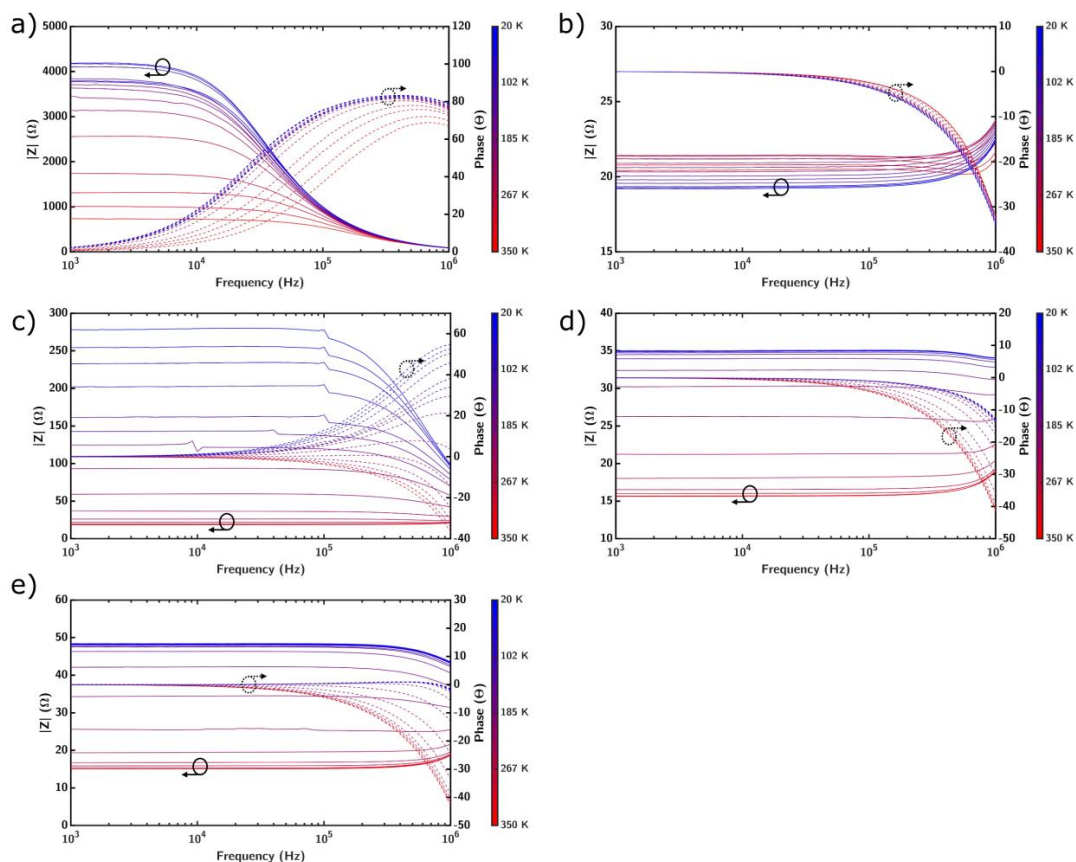 a)
5000
4000
3000
2000
1000
0
|Z| (Ω)
10³ 10⁴ 10⁵ 10⁶
Frequency (Hz)
120
100
80
60
40
20
0
Phase (Θ)
20 K
102 K
185 K
267 K
350 K
b)
30
27
24
21
18
15
|Z| (Ω)
10³ 10⁴ 10⁵ 10⁶
Frequency (Hz)
10
0
-10
-20
-30
-40
Phase (Θ)
20 K
102 K
185 K
267 K
350 K
c)
300
250
200
150
100
50
0
|Z| (Ω)
10³ 10⁴ 10⁵ 10⁶
Frequency (Hz)
60
40
20
0
-20
-40
Phase (Θ)
20 K
102 K
185 K
267 K
350 K
d)
40
35
30
25
20
15
10
|Z| (Ω)
10³ 10⁴ 10⁵ 10⁶
Frequency (Hz)
20
10
0
-10
-20
-30
-40
-50
Phase (Θ)
20 K
102 K
185 K
267 K
350 K
e)
60
50
40
30
20
10
0
|Z| (Ω)
10³ 10⁴ 10⁵ 10⁶
Frequency (Hz)
30
20
10
0
-10
-20
-30
-40
-50
Phase (Θ)
20 K
102 K
185 K
267 K
350 K